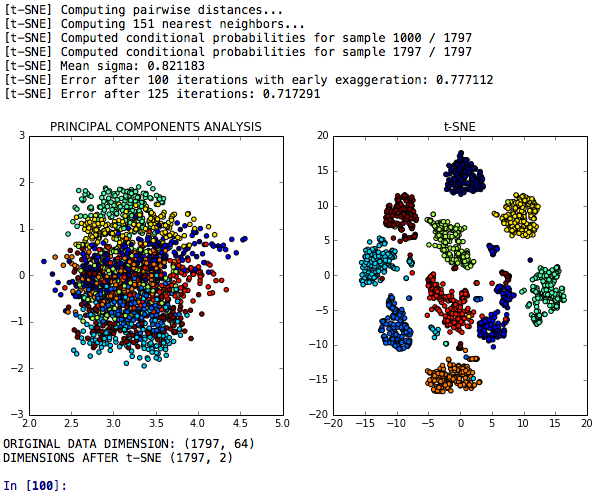 [t-SNE] Computing pairwise distances...
[t-SNE] Computing 151 nearest neighbors...
[t-SNE] Computed conditional probabilities for sample 1000 / 1797
[t-SNE] Computed conditional probabilities for sample 1797 / 1797
[t-SNE] Mean sigma: 0.821183
[t-SNE] Error after 100 iterations with early exaggeration: 0.777112
[t-SNE] Error after 125 iterations: 0.717291
PRINCIPAL COMPONENTS ANALYSIS
3
2
1
0
−1
−2
−3
2.0 2.5 3.0 3.5 4.0 4.5 5.0
t-SNE
20
15
10
5
0
−5
−10
−15
−20
−20 −15 −10 −5 0 5 10 15 20
ORIGINAL DATA DIMENSION: (1797, 64)
DIMENSIONS AFTER t-SNE (1797, 2)
In [100]: